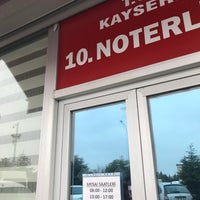 T.
KAYSER
10. NOTERL
MESAİ SAATLERİ
08:00 - 12:00
13:00 - 17:00